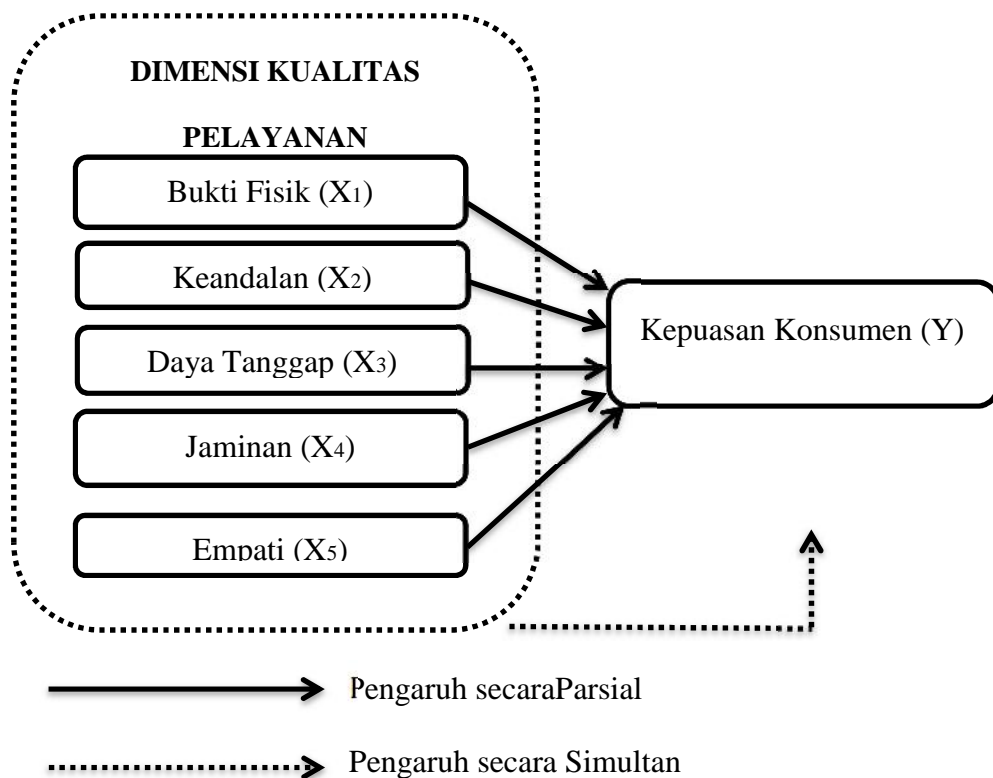 DIMENSI KUALITAS
PELAYANAN
Bukti Fisik (X1)
Keandalan (X2)
Daya Tanggap (X3)
Jaminan (X4)
Empati (X5)
Kepuasan Konsumen (Y)
Pengaruh secaraParsial
Pengaruh secara Simultan